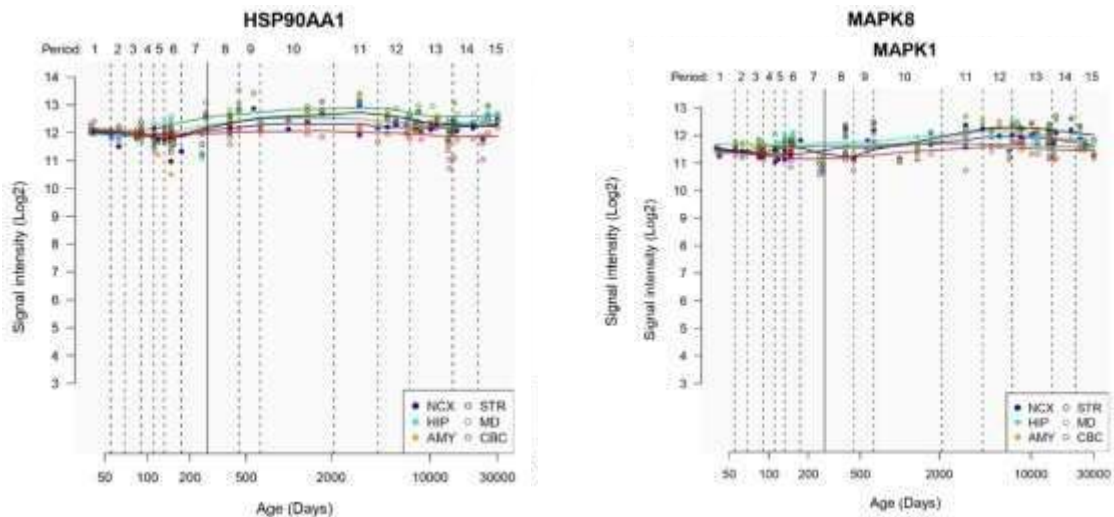 HSP90AA1
Period: 1 2 3 4 5 6 7 8 9 10 11 12 13 14 15
14
13
12
11
10
9
8
7
6
5
4
3
Signal intensity (Log2)
NCX STR
HIP MD
AMY CBC
50 100 200 500 2000 10000 30000
Age (Days)
MAPK8
MAPK1
Period: 1 2 3 4 5 6 7 8 9 10 11 12 13 14 15
13
12
11
10
9
8
7
6
5
4
3
Signal intensity (Log2)
Signal intensity (Log2)
NCX STR
HIP MD
AMY CBC
50 100 200 500 2000 10000 30000
Age (Days)